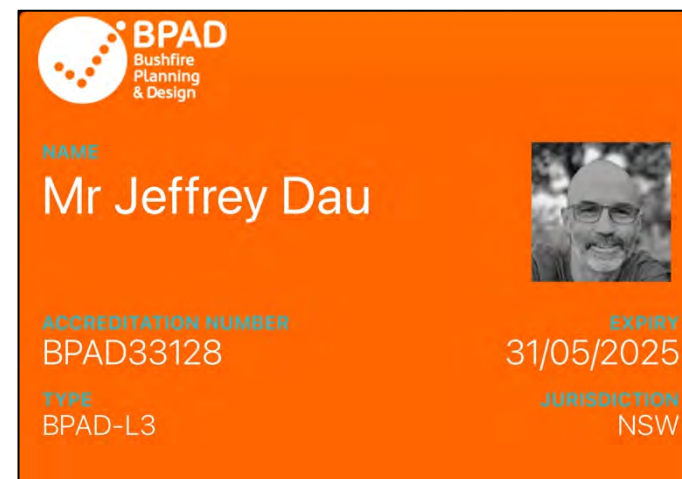 BPAD
Bushfire
Planning
& Design
NAME
Mr Jeffrey Dau
ACCREDITATION NUMBER
EXPIRY
BPAD33128
31/05/2025
TYPE
JURISDICTION
BPAD-L3
NSW